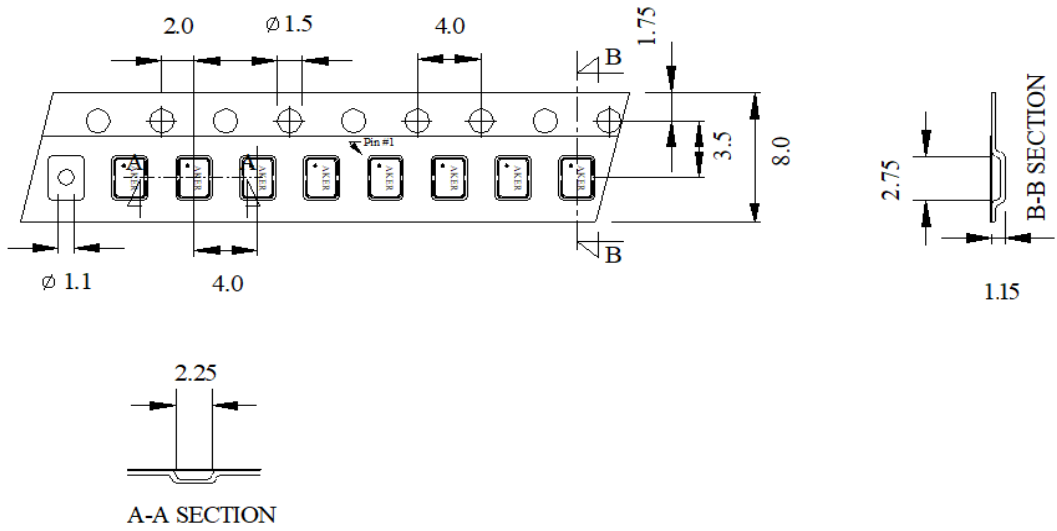 2.0
⌀ 1.5
4.0
1.75
B
Pin #1
A
A
AKER
AKER
AKER
AKER
AKER
AKER
AKER
AKER
3.5
8.0
B
⌀ 1.1
4.0
2.75
B-B SECTION
1.15
2.25
A-A SECTION